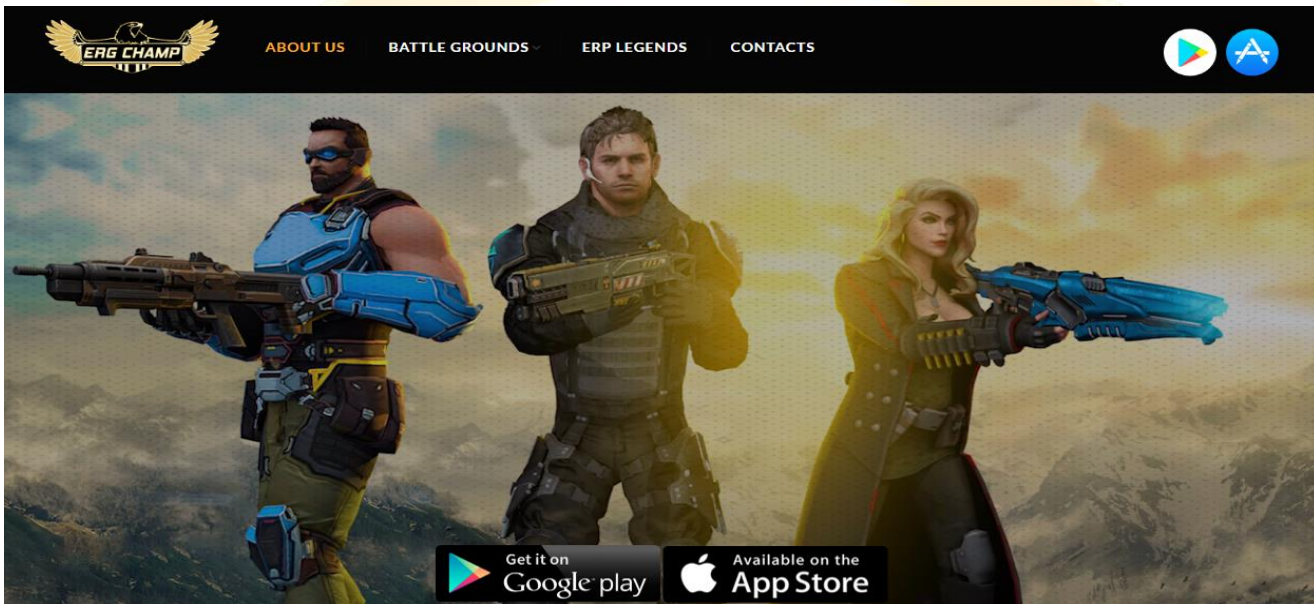 ERG CHAMP
ABOUT US
BATTLE GROUNDS
ERP LEGENDS
CONTACTS
Get it on
Google play
Available on the
App Store